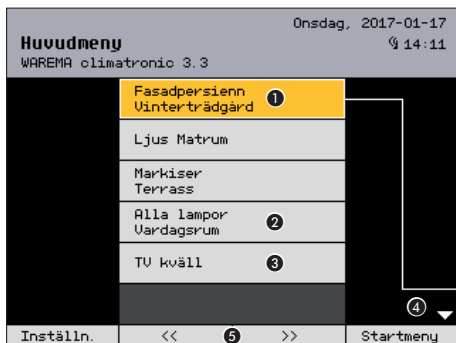 Onsdag, 2017-01-17
Huvudmeny 14:11
WAREMA climatronic 3.3
Fasadpersienn
Vinterträdgård 1
Ljus Matrum
Markiser
Terrass
Alla lampor
Vardagsrum 2
TV kväll 3
4
Inställn. << 5 >> Startmeny